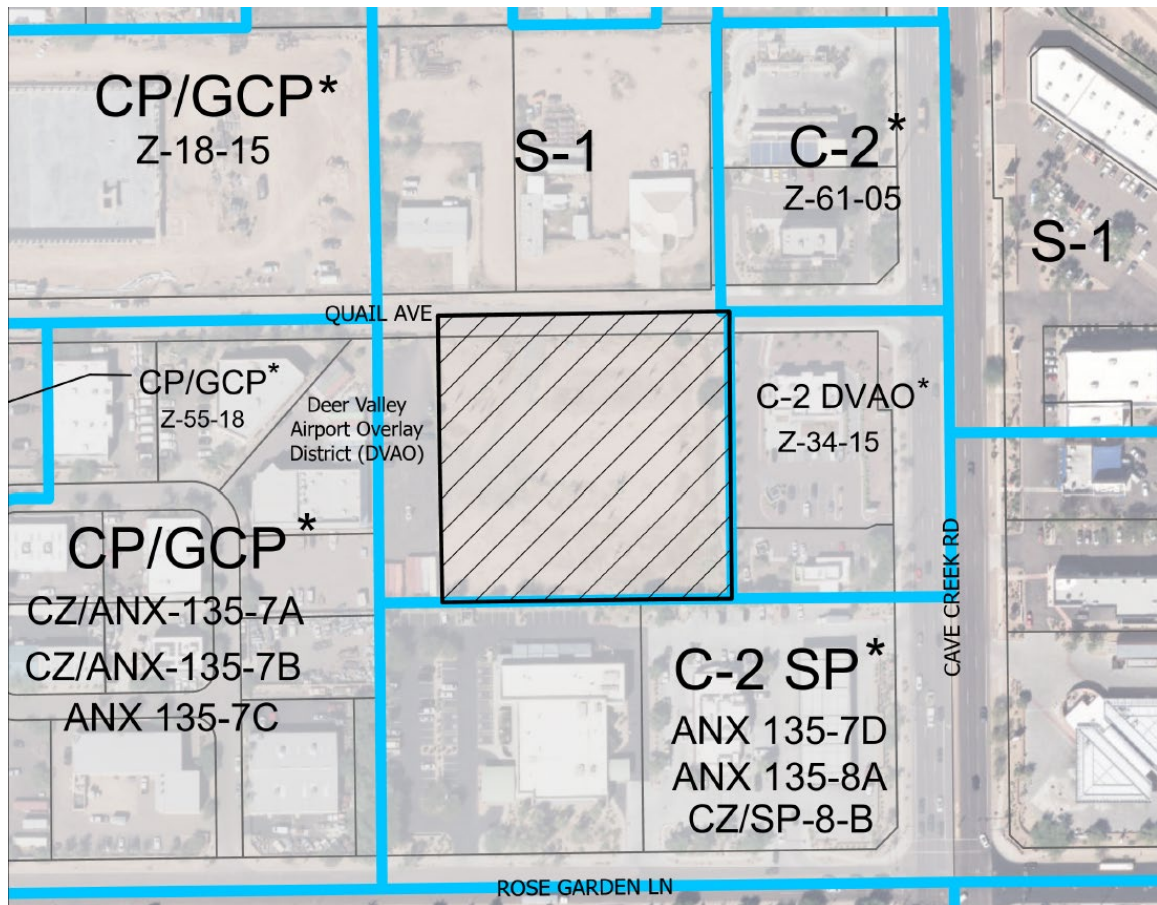 CP/GCP*
Z-18-15
S-1
C-2*
Z-61-05
S-1
QUAIL AVE
CP/GCP*
Z-55-18
Deer Valley
Airport Overlay
District (DVAO)
C-2 DVAO*
Z-34-15
CP/GCP*
CZ/ANX-135-7A
CZ/ANX-135-7B
ANX 135-7C
C-2 SP*
ANX 135-7D
ANX 135-8A
CZ/SP-8-B
CAVE CREEK RD
ROSE GARDEN LN